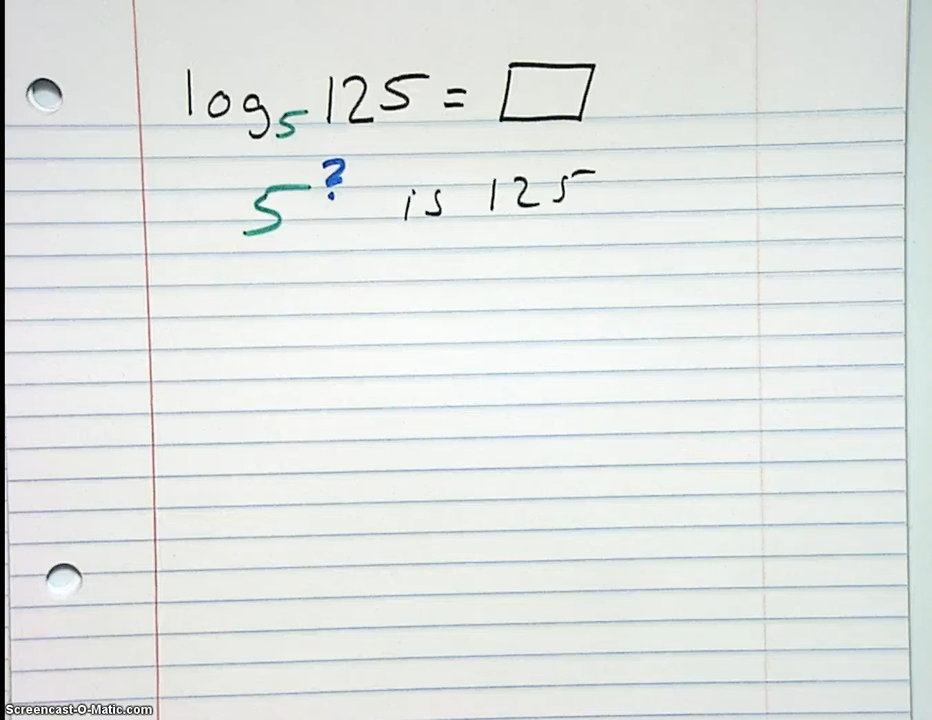 log₅ 125 = □
5^? is 125
Screencast-O-Matic.com